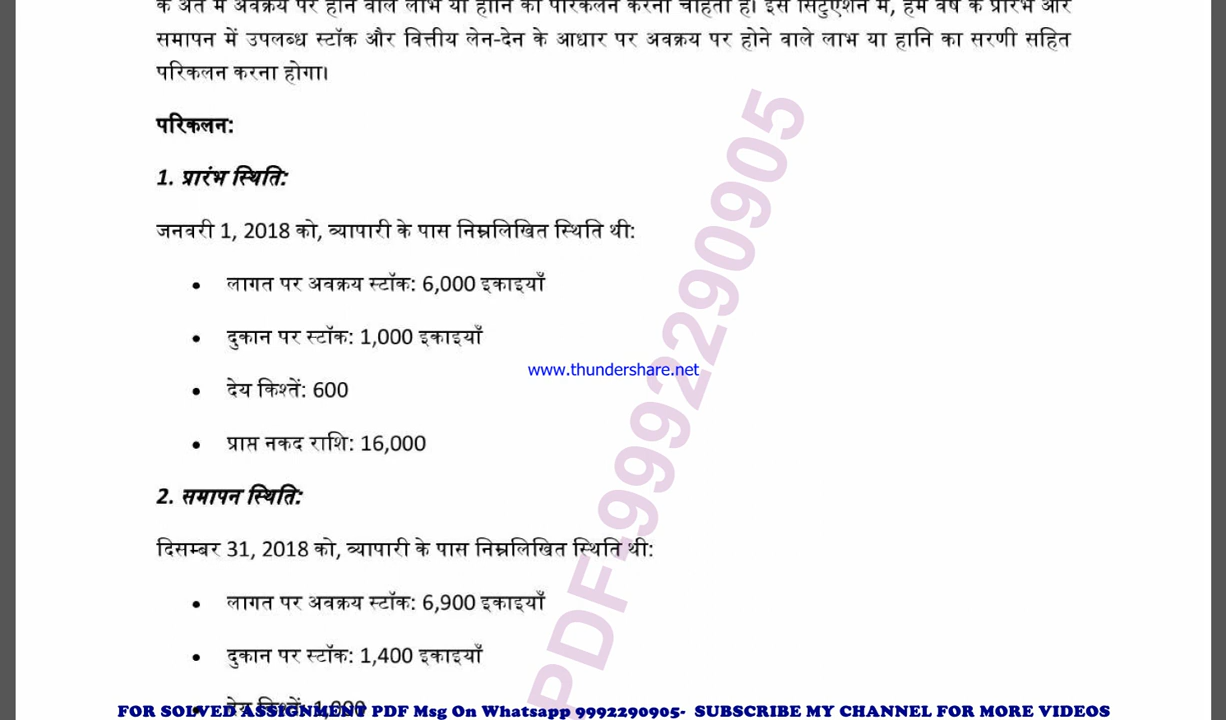 के अंत में अवक्रय पर होने वाले लाभ या हानि का परिकलन करना चाहता है। इस सिटुएशन में, हमें वर्ष के प्रारंभ और
समापन में उपलब्ध स्टॉक और वित्तीय लेन-देन के आधार पर अवक्रय पर होने वाले लाभ या हानि का सरणी सहित
परिकलन करना होगा।
परिकलन:
1. प्रारंभ स्थिति:
जनवरी 1, 2018 को, व्यापारी के पास निम्नलिखित स्थिति थी:
• लागत पर अवक्रय स्टॉक: 6,000 इकाइयाँ
• दुकान पर स्टॉक: 1,000 इकाइयाँ
www.thundershare.net
• देय किश्तें: 600
• प्राप्त नकद राशि: 16,000
2. समापन स्थिति:
दिसम्बर 31, 2018 को, व्यापारी के पास निम्नलिखित स्थिति थी:
• लागत पर अवक्रय स्टॉक: 6,900 इकाइयाँ
• दुकान पर स्टॉक: 1,400 इकाइयाँ
• देय किश्तें:
FOR SOLVED ASSIGNMENT PDF Msg On Whatsapp 9992290905- SUBSCRIBE MY CHANNEL FOR MORE VIDEOS
PDF-9992290905